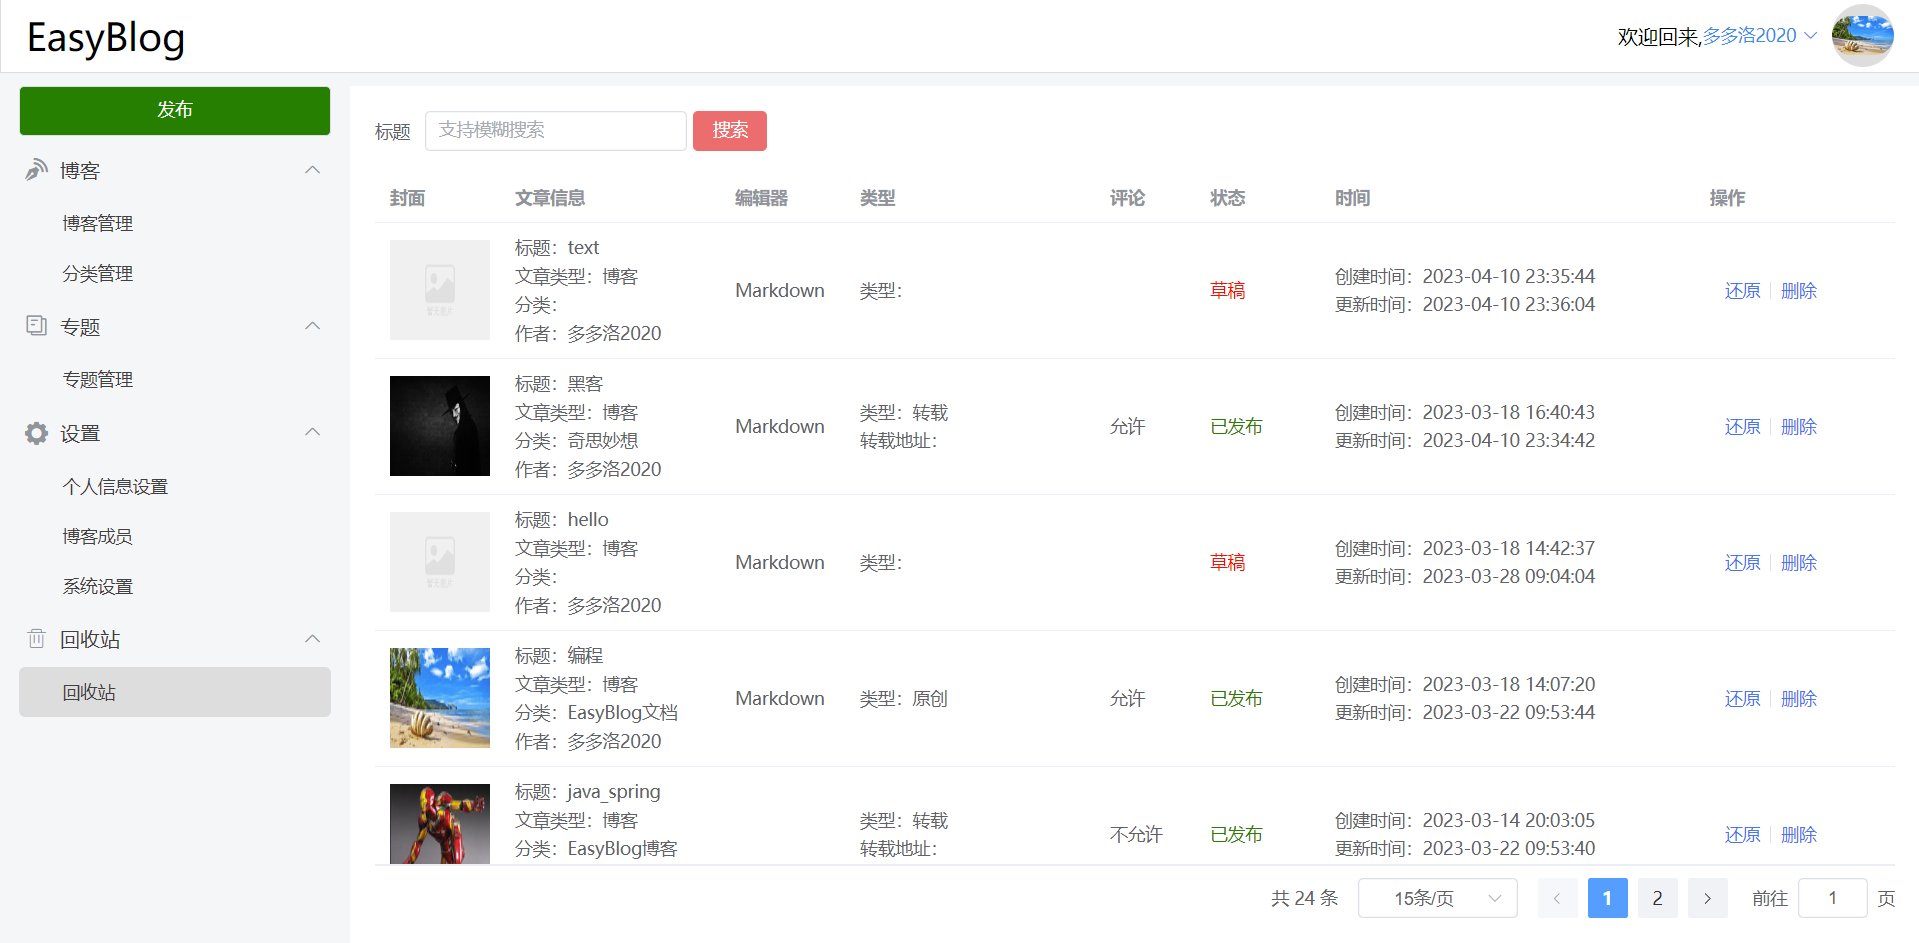 EasyBlog
欢迎回来,多多洛2020
发布
博客
博客管理
分类管理
专题
专题管理
设置
个人信息设置
博客成员
系统设置
回收站
回收站
标题 支持模糊搜索 搜索
封面 文章信息 编辑器 类型 评论 状态 时间 操作
暂无图片
标题：text
文章类型：博客
分类：
作者：多多洛2020
Markdown
类型：
草稿
创建时间：2023-04-10 23:35:44
更新时间：2023-04-10 23:36:04
还原 删除
标题：黑客
文章类型：博客
分类：奇思妙想
作者：多多洛2020
Markdown
类型：转载
转载地址：
允许
已发布
创建时间：2023-03-18 16:40:43
更新时间：2023-04-10 23:34:42
还原 删除
暂无图片
标题：hello
文章类型：博客
分类：
作者：多多洛2020
Markdown
类型：
草稿
创建时间：2023-03-18 14:42:37
更新时间：2023-03-28 09:04:04
还原 删除
标题：编程
文章类型：博客
分类：EasyBlog文档
作者：多多洛2020
Markdown
类型：原创
允许
已发布
创建时间：2023-03-18 14:07:20
更新时间：2023-03-22 09:53:44
还原 删除
标题：java_spring
文章类型：博客
分类：EasyBlog博客
类型：转载
转载地址：
不允许
已发布
创建时间：2023-03-14 20:03:05
更新时间：2023-03-22 09:53:40
还原 删除
共 24 条 15条/页 1 2 前往 1 页